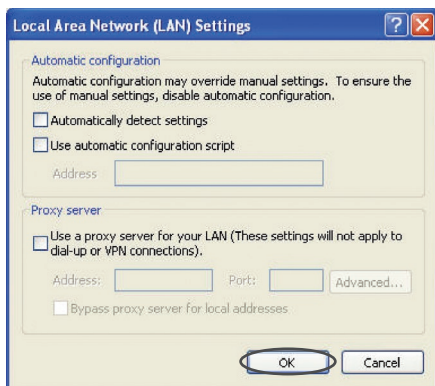 Local Area Network (LAN) Settings
Automatic configuration
Automatic configuration may override manual settings. To ensure the
use of manual settings, disable automatic configuration.
Automatically detect settings
Use automatic configuration script
Address
Proxy server
Use a proxy server for your LAN (These settings will not apply to
dial-up or VPN connections).
Address:
Port:
Advanced...
Bypass proxy server for local addresses
OK
Cancel